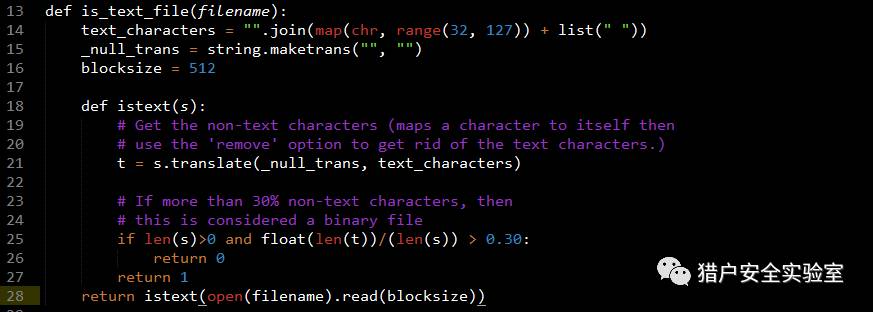 13 def is_text_file(filename):
14     text_characters = "".join(map(chr, range(32, 127)) + list(" "))
15     _null_trans = string.maketrans("", "")
16     blocksize = 512
17
18     def istext(s):
19         # Get the non-text characters (maps a character to itself then
20         # use the 'remove' option to get rid of the text characters.)
21         t = s.translate(_null_trans, text_characters)
22
23         # If more than 30% non-text characters, then
24         # this is considered a binary file
25         if len(s)>0 and float(len(t))/(len(s)) > 0.30:
26             return 0
27         return 1
28     return istext(open(filename).read(blocksize))
猎户安全实验室